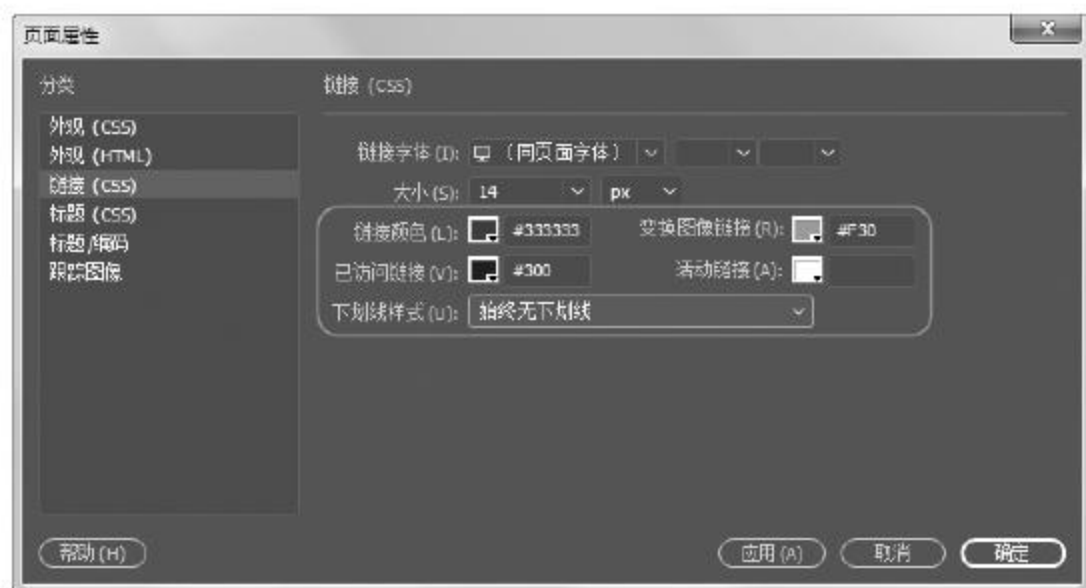 页面属性
x
分类
链接 (CSS)
外观 (CSS)
外观 (HTML)
链接 (CSS)
标题 (CSS)
标题/编码
跟踪图像
链接字体(I): (同页面字体)
大小(S): 14 px
链接颜色(L): #333333 变换图像链接(R): #F30
已访问链接(V): #300 活动链接(A):
下划线样式(U): 始终无下划线
帮助(H) 应用(A) 取消 确定